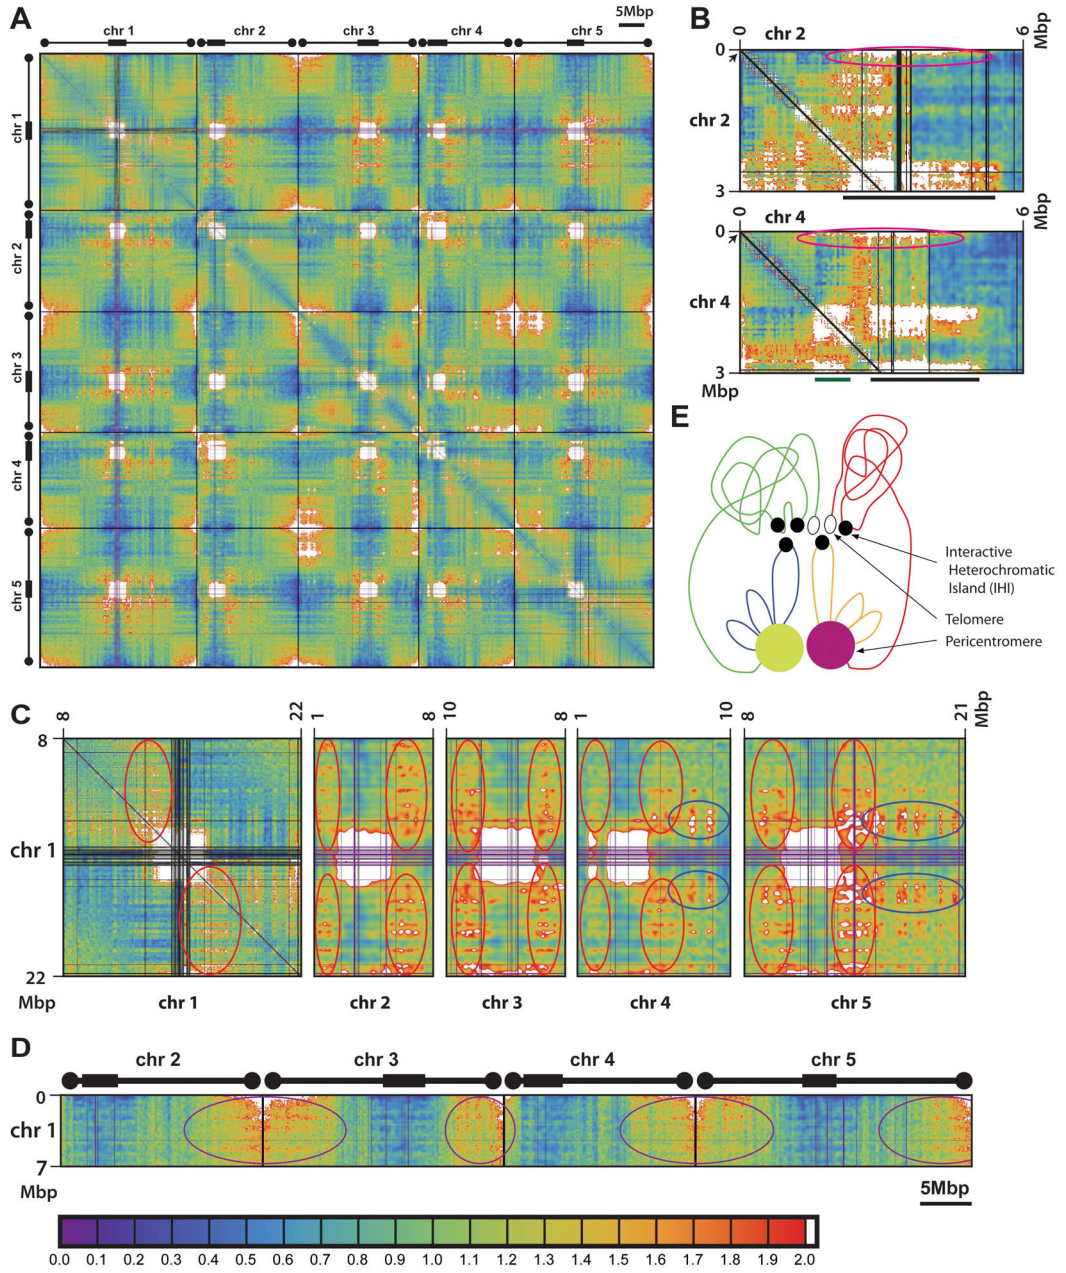 A
5Mbp
chr 1
chr 2
chr 3
chr 4
chr 5
chr 1
chr 2
chr 3
chr 4
chr 5
B
chr 2
0
6
Mbp
0
chr 2
3
chr 4
0
6
Mbp
0
chr 4
3
Mbp
E
Interactive
Heterochromatic
Island (IHI)
Telomere
Pericentromere
C
8
22
1
8
10
8
1
10
8
21
Mbp
8
chr 1
22
Mbp
chr 1
chr 2
chr 3
chr 4
chr 5
D
chr 2
chr 3
chr 4
chr 5
0
chr 1
7
Mbp
5Mbp
0.0 0.1 0.2 0.3 0.4 0.5 0.6 0.7 0.8 0.9 1.0 1.1 1.2 1.3 1.4 1.5 1.6 1.7 1.8 1.9 2.0